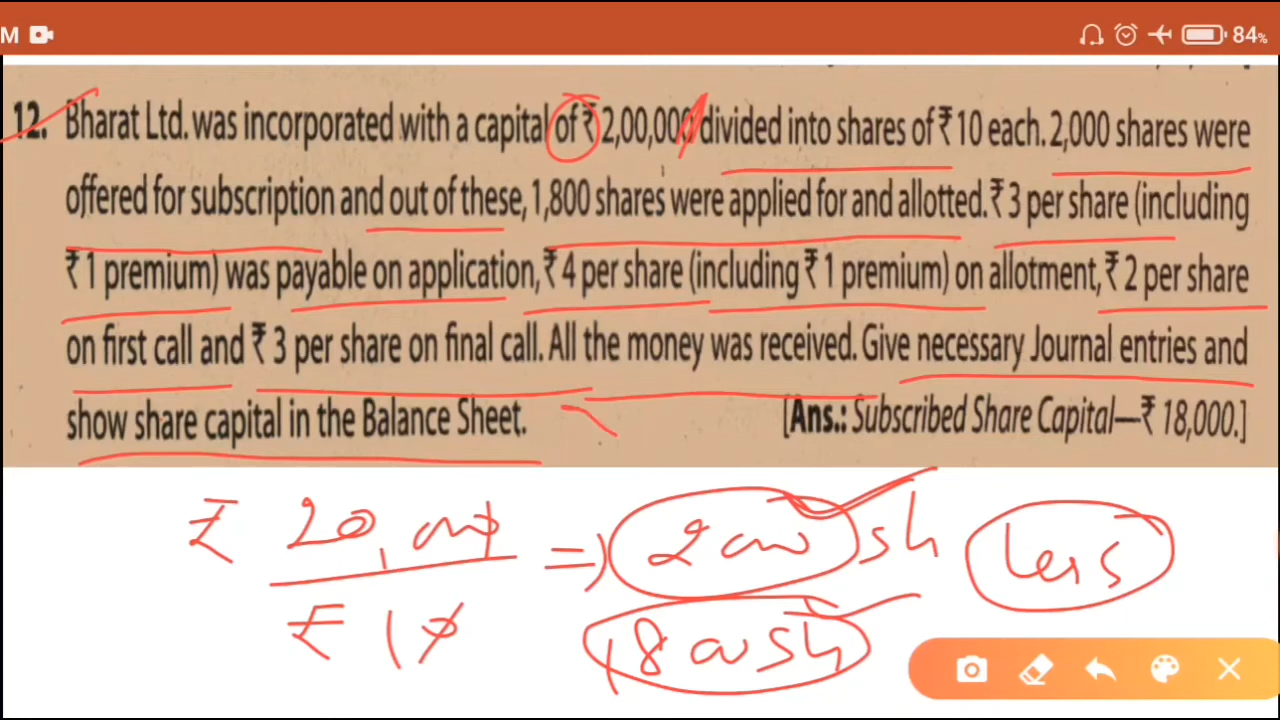 M 84%
12. Bharat Ltd. was incorporated with a capital of ₹ 2,00,000 divided into shares of ₹ 10 each. 2,000 shares were
offered for subscription and out of these, 1,800 shares were applied for and allotted. ₹ 3 per share (including
₹ 1 premium) was payable on application, ₹ 4 per share (including ₹ 1 premium) on allotment, ₹ 2 per share
on first call and ₹ 3 per share on final call. All the money was received. Give necessary Journal entries and
show share capital in the Balance Sheet. [Ans.: Subscribed Share Capital—₹ 18,000.]
₹ 20,000 => 2000 sh less
₹ 10 1800 sh